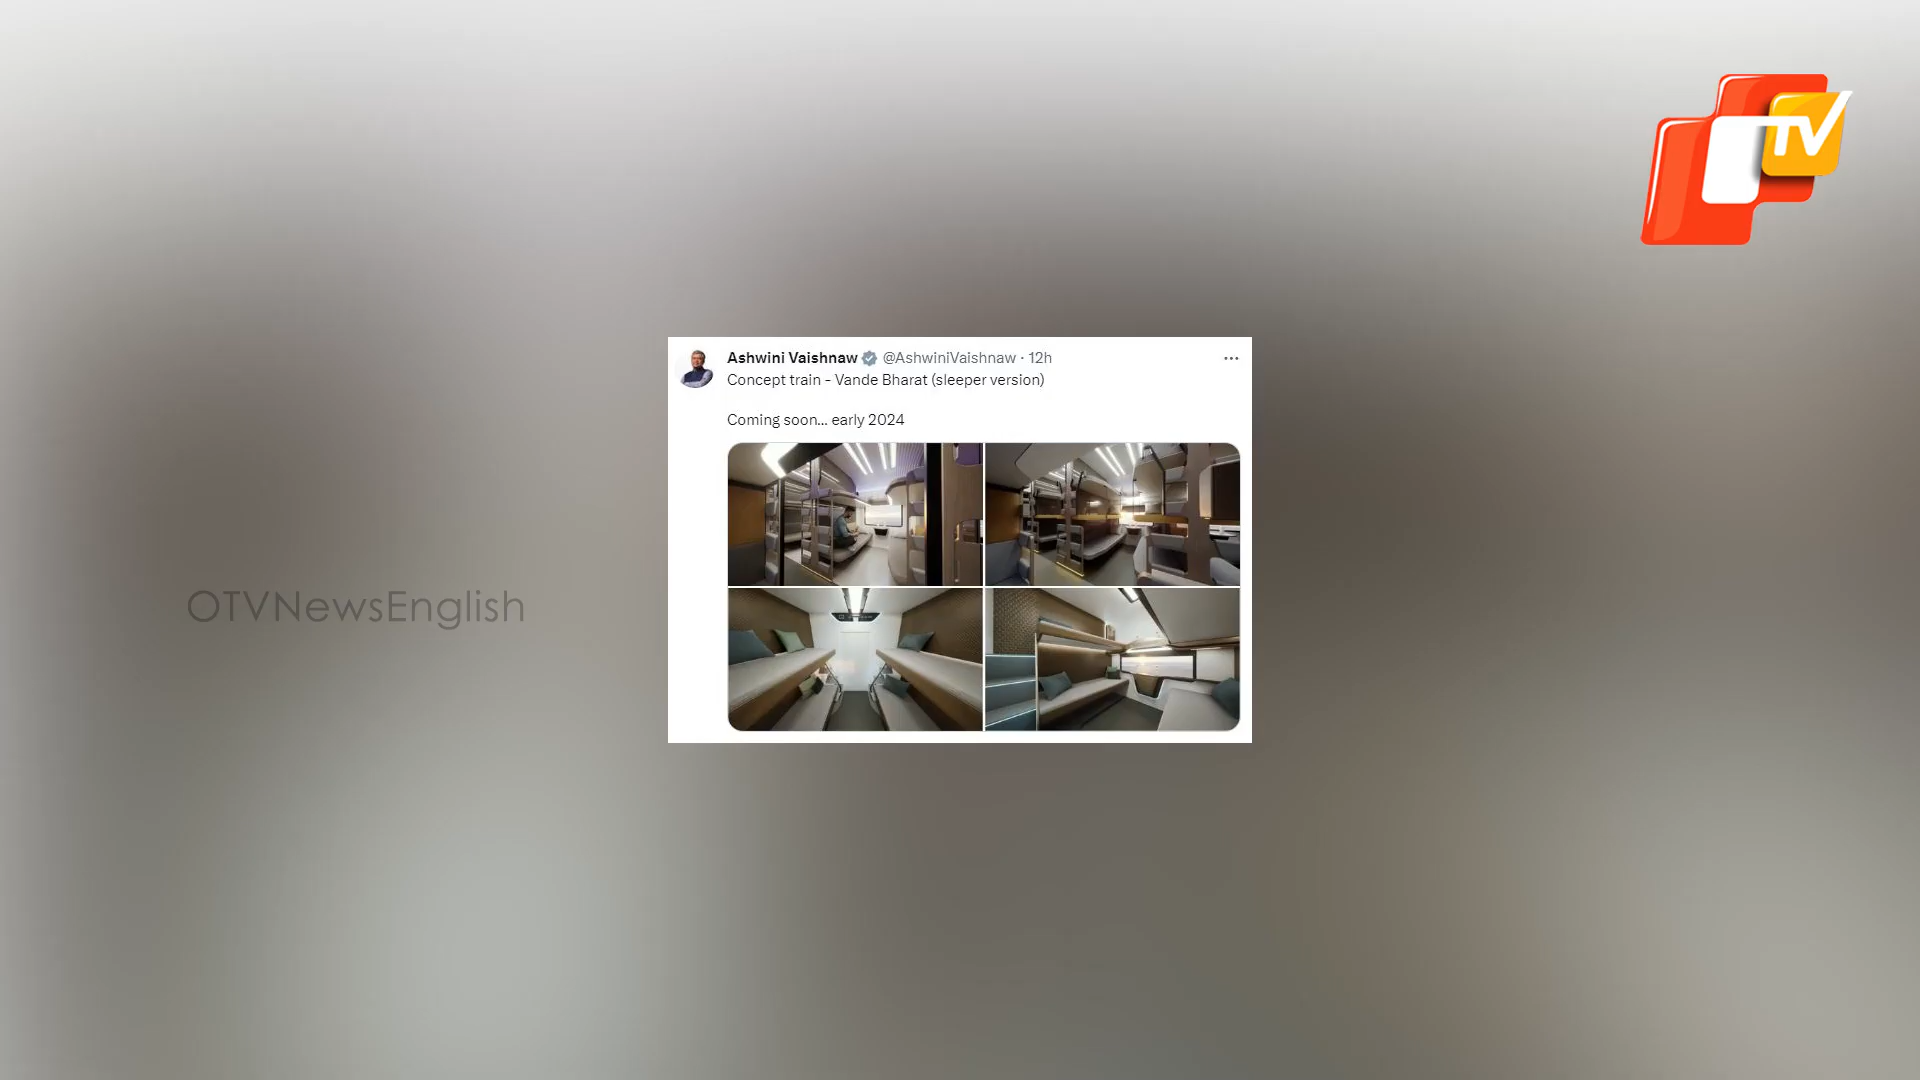 TV
Ashwini Vaishnaw @AshwiniVaishnaw · 12h
Concept train - Vande Bharat (sleeper version)
Coming soon... early 2024
OTVNewsEnglish